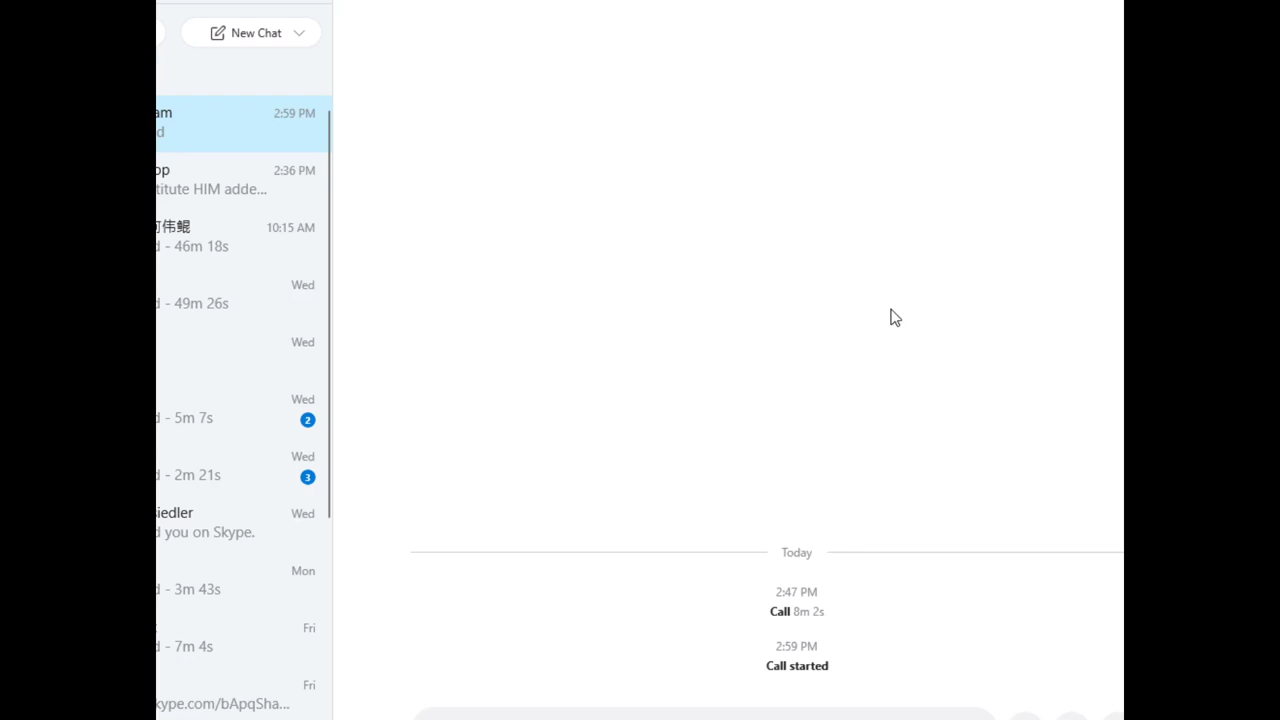 New Chat
am 2:59 PM
d
op 2:36 PM
titute HIM adde...
何伟鲲 10:15 AM
d - 46m 18s
Wed
d - 49m 26s
Wed
Wed
d - 5m 7s 2
Wed
d - 2m 21s 3
siedler Wed
d you on Skype.
Mon
d - 3m 43s
Fri
d - 7m 4s
Fri
kype.com/bApqSha...
Today
2:47 PM
Call 8m 2s
2:59 PM
Call started